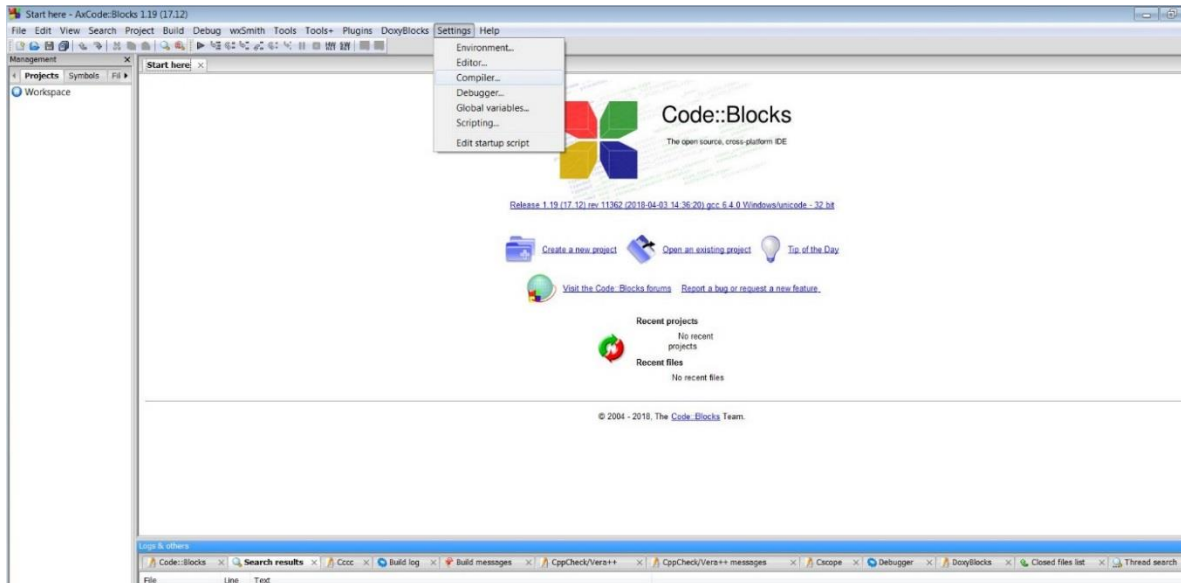 Start here - AxCode::Blocks 1.19 (17.12)
File Edit View Search Project Build Debug wxSmith Tools Tools+ Plugins DoxyBlocks Settings Help
Management
Projects Symbols Fil
Workspace
Start here
Environment...
Editor...
Compiler...
Debugger...
Global variables...
Scripting...
Edit startup script
Code::Blocks
The open source, cross-platform IDE
Release 1.19 (17.12) rev 11362 (2018-04-03 14:36:20) gcc 6.4.0 Windows/unicode - 32 bit
Create a new project Open an existing project Tip of the Day
Visit the Code::Blocks forums Report a bug or request a new feature.
Recent projects
No recent
projects
Recent files
No recent files
© 2004 - 2018, The Code::Blocks Team.
Logs & others
Code::Blocks Search results Cccc Build log Build messages CppCheck/Vera++ CppCheck/Vera++ messages Cscope Debugger DoxyBlocks Closed files list Thread search
File Line Text